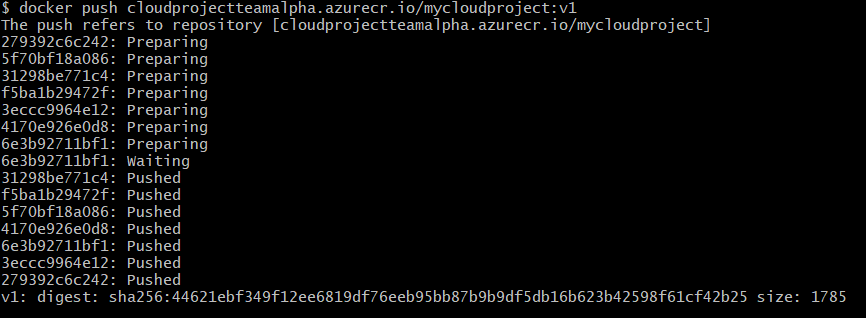 $ docker push cloudprojectteamalpha.azurecr.io/mycloudproject:v1
The push refers to repository [cloudprojectteamalpha.azurecr.io/mycloudproject]
279392c6c242: Preparing
5f70bf18a086: Preparing
31298be771c4: Preparing
f5ba1b29472f: Preparing
3eccc9964e12: Preparing
4170e926e0d8: Preparing
6e3b92711bf1: Preparing
6e3b92711bf1: Waiting
31298be771c4: Pushed
f5ba1b29472f: Pushed
5f70bf18a086: Pushed
4170e926e0d8: Pushed
6e3b92711bf1: Pushed
3eccc9964e12: Pushed
279392c6c242: Pushed
v1: digest: sha256:44621ebf349f12ee6819df76eeb95bb87b9b9df5db16b623b42598f61cf42b25 size: 1785